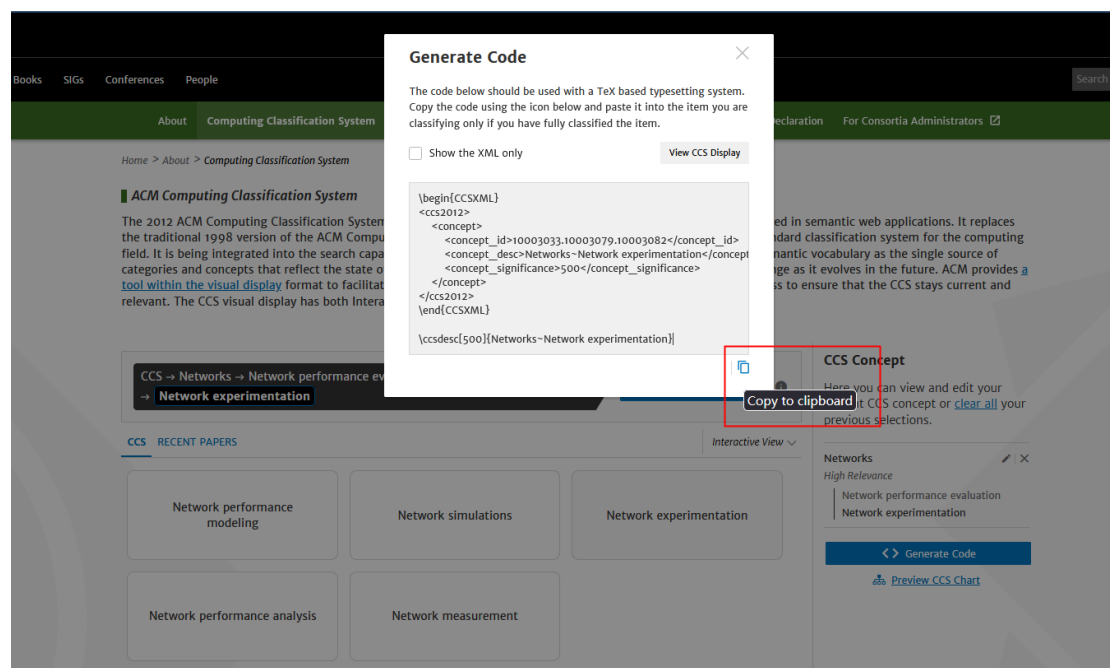 Generate Code
The code below should be used with a TeX based typesetting system.
Copy the code using the icon below and paste it into the item you are
classifying only if you have fully classified the item.
Show the XML only
View CCS Display
\begin{CCSXML}
<ccs2012>
<concept>
<concept_id>10003033.10003079.10003082</concept_id>
<concept_desc>Networks~Network experimentation</concept
<concept_significance>500</concept_significance>
</concept>
</ccs2012>
\end{CCSXML}
\ccsdesc[500]{Networks~Network experimentation}
Copy to clipboard
Books SIGs Conferences People
Search
About Computing Classification System
For Consortia Administrators
Home > About > Computing Classification System
ACM Computing Classification System
The 2012 ACM Computing Classification System
ed in semantic web applications. It replaces
the traditional 1998 version of the ACM Compu
ndard classification system for the computing
field. It is being integrated into the search capa
mantic vocabulary as the single source of
categories and concepts that reflect the state o
nge as it evolves in the future. ACM provides a
tool within the visual display format to facilitat
ss to ensure that the CCS stays current and
relevant. The CCS visual display has both Intera
CCS → Networks → Network performance ev
→ Network experimentation
CCS RECENT PAPERS
Interactive View
Network performance
modeling
Network simulations
Network experimentation
Network performance analysis
Network measurement
CCS Concept
Here you can view and edit your
t CCS concept or clear all your
previous selections.
Networks
High Relevance
Network performance evaluation
Network experimentation
Generate Code
Preview CCS Chart